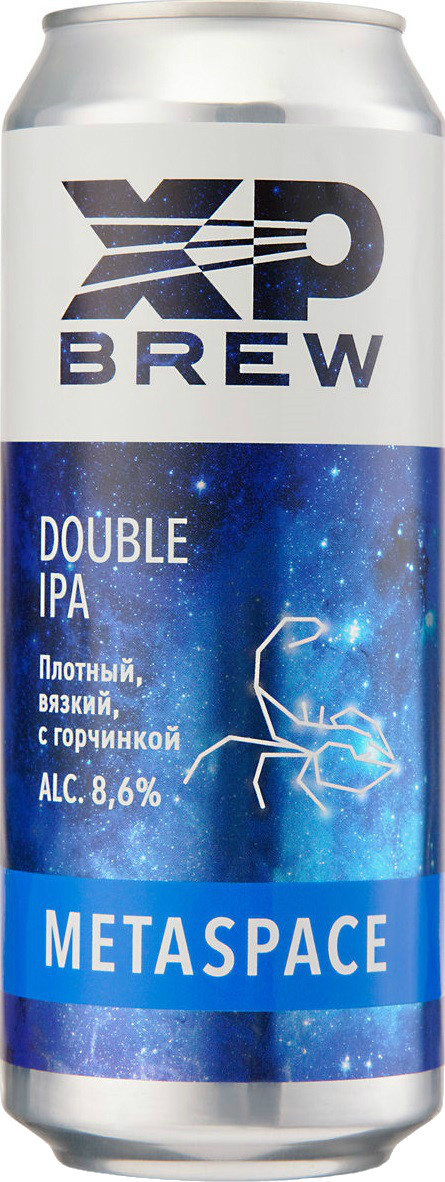 XP
BREW
DOUBLE
IPA
Плотный,
вязкий,
с горчинкой
ALC. 8,6%
METASPACE